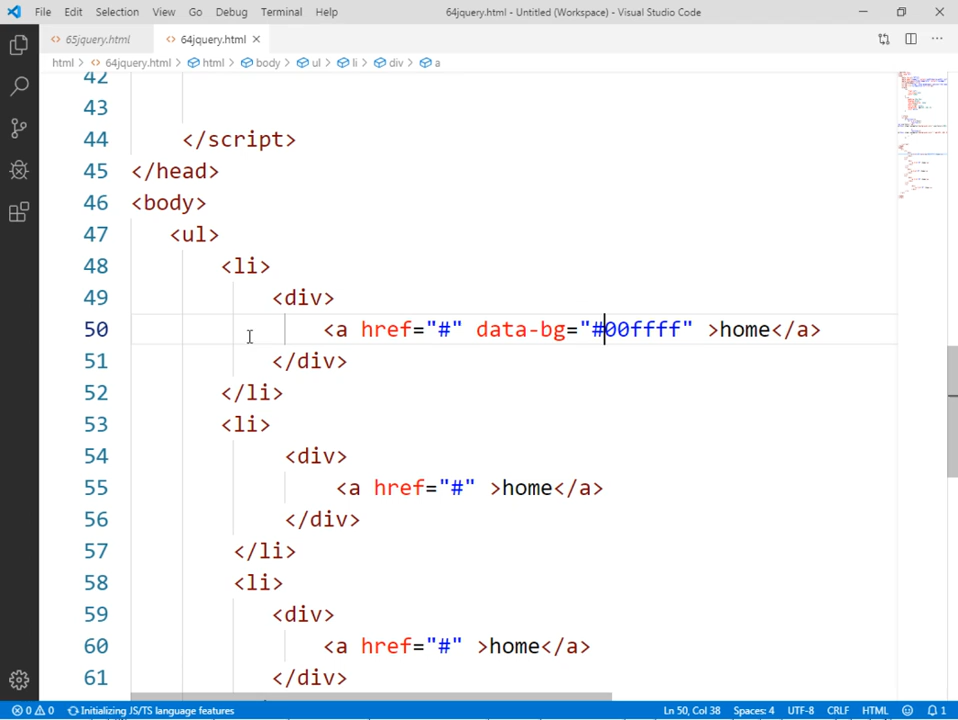 File Edit Selection View Go Debug Terminal Help 64jquery.html - Untitled (Workspace) - Visual Studio Code
65jquery.html 64jquery.html
html > 64jquery.html > html > body > ul > li > div > a
42
43
44 </script>
45 </head>
46 <body>
47 <ul>
48 <li>
49 <div>
50 <a href="#" data-bg="#00ffff" >home</a>
51 </div>
52 </li>
53 <li>
54 <div>
55 <a href="#" >home</a>
56 </div>
57 </li>
58 <li>
59 <div>
60 <a href="#" >home</a>
61 </div>
0 0 Initializing JS/TS language features Ln 50, Col 38 Spaces: 4 UTF-8 CRLF HTML 1